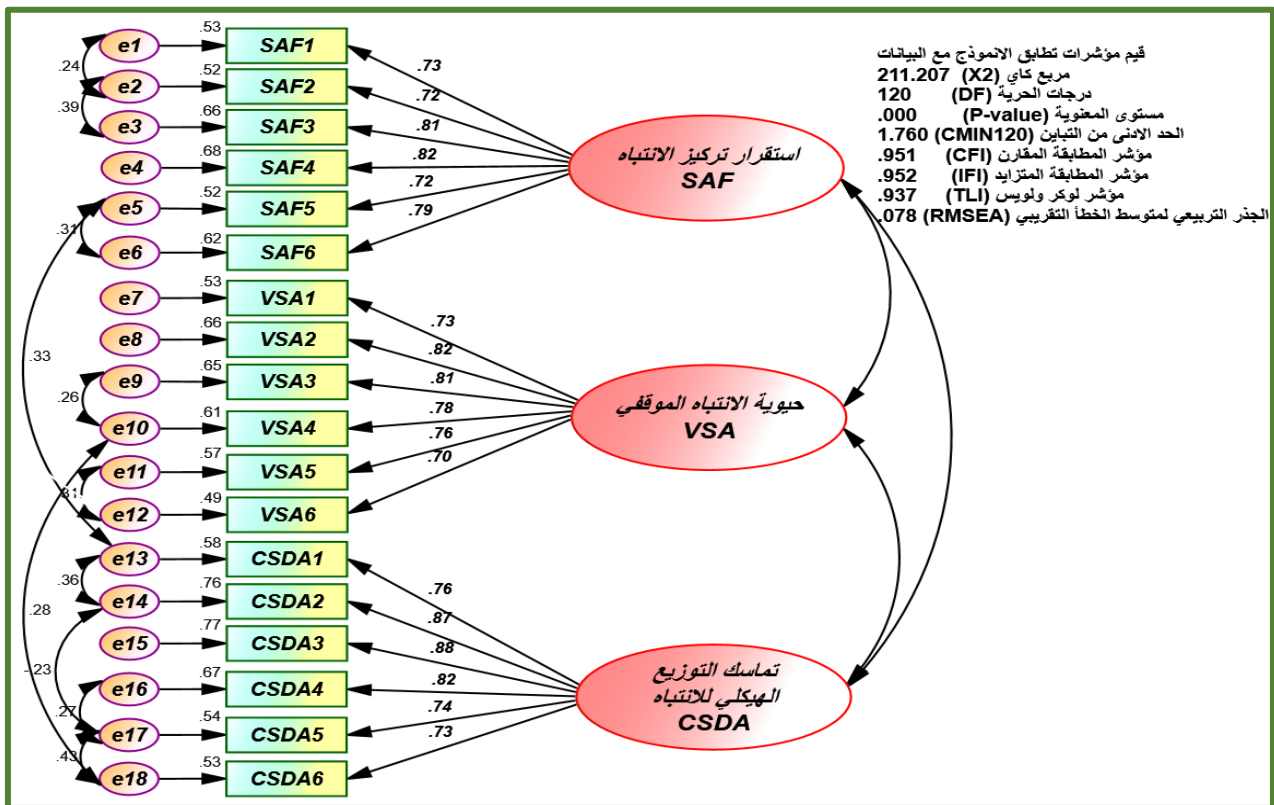 قيم مؤشرات تطابق الانموذج مع البيانات
مربع كاي (X2) 211.207
درجات الحرية (DF) 120
مستوى المعنوية (P-value) .000
الحد الادنى من التباين (CMIN120) 1.760
مؤشر المطابقة المقارن (CFI) .951
مؤشر المطابقة المتزايد (IFI) .952
مؤشر لوكر ولويس (TLI) .937
الجذر التربيعي لمتوسط الخطأ التقريبي (RMSEA) .078
e1 .53 SAF1 .73
.24
e2 .52 SAF2 .72
.39
e3 .66 SAF3 .81
e4 .68 SAF4 .82
e5 .52 SAF5 .72
.31
e6 .62 SAF6 .79
استقرار تركيز الانتباه
SAF
e7 .53 VSA1 .73
e8 .66 VSA2 .82
.33
e9 .65 VSA3 .81
.26
e10 .61 VSA4 .78
e11 .57 VSA5 .76
.31
e12 .49 VSA6 .70
حيوية الانتباه الموقفي
VSA
e13 .58 CSDA1 .76
.36
e14 .76 CSDA2 .87
.28
e15 .77 CSDA3 .88
.23
e16 .67 CSDA4 .82
.27
e17 .54 CSDA5 .74
.43
e18 .53 CSDA6 .73
تماسك التوزيع
الهيكلي للانتباه
CSDA